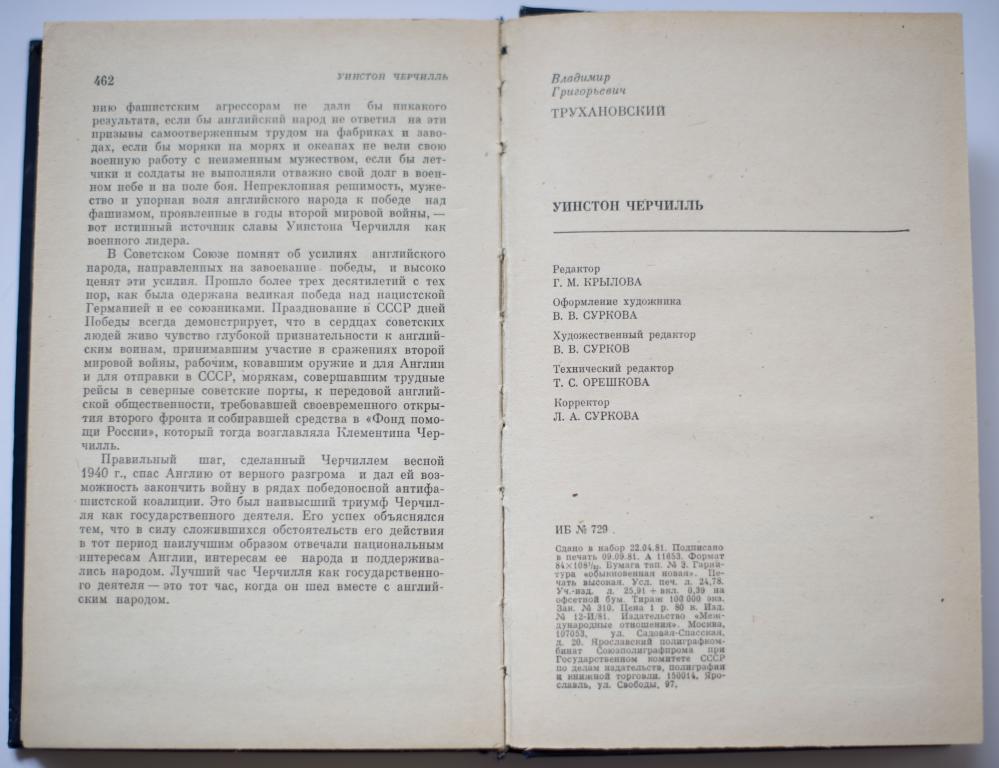 462
УИНСТОН ЧЕРЧИЛЛЬ
нию фашистским агрессорам не дали бы никакого
результата, если бы английский народ не ответил на эти
призывы самоотверженным трудом на фабриках и заво-
дах, если бы моряки на морях и океанах не вели свою
военную работу с неизменным мужеством, если бы лет-
чики и солдаты не выполняли отважно свой долг в воен-
ном небе и на поле боя. Непреклонная решимость, муже-
ство и упорная воля английского народа к победе над
фашизмом, проявленные в годы второй мировой войны, —
вот истинный источник славы Уинстона Черчилля как
военного лидера.
В Советском Союзе помнят об усилиях английского
народа, направленных на завоевание победы, и высоко
ценят эти усилия. Прошло более трех десятилетий с тех
пор, как была одержана великая победа над нацистской
Германией и ее союзниками. Празднование в СССР дней
Победы всегда демонстрирует, что в сердцах советских
людей живо чувство глубокой признательности к англий-
ским воинам, принимавшим участие в сражениях второй
мировой войны, рабочим, ковавшим оружие и для Англии
и для отправки в СССР, морякам, совершавшим трудные
рейсы в северные советские порты, к передовой англий-
ской общественности, требовавшей своевременного откры-
тия второго фронта и собиравшей средства в «Фонд помо-
щи России», который тогда возглавляла Клементина Чер-
чилль.
Правильный шаг, сделанный Черчиллем весной
1940 г., спас Англию от верного разгрома и дал ей воз-
можность закончить войну в рядах победоносной антифа-
шистской коалиции. Это был наивысший триумф Черчил-
ля как государственного деятеля. Его успех объяснялся
тем, что в силу сложившихся обстоятельств его действия
в тот период наилучшим образом отвечали национальным
интересам Англии, интересам ее народа и поддержива-
лись народом. Лучший час Черчилля как государственно-
го деятеля — это тот час, когда он шел вместе с англий-
ским народом.
Владимир
Григорьевич
ТРУХАНОВСКИЙ
УИНСТОН ЧЕРЧИЛЛЬ
Редактор
Г. М. КРЫЛОВА
Оформление художника
В. В. СУРКОВА
Художественный редактор
В. В. СУРКОВ
Технический редактор
Т. С. ОРЕШКОВА
Корректор
Л. А. СУРКОВА
ИБ № 729
Сдано в набор 22.04.81. Подписано
в печать 09.09.81. А 11653. Формат
84×108¹/₃₂. Бумага тип. № 3. Гарни-
тура «обыкновенная новая». Пе-
чать высокая. Усл. печ. л. 24,78.
Уч.-изд. л. 25,91 + вкл. 0,39 на
офсетной бум. Тираж 100 000 экз.
Зак. № 310. Цена 1 р. 80 к. Изд.
№ 12-И/81. Издательство «Меж-
дународные отношения». Москва,
107053, ул. Садовая-Спасская,
д. 20. Ярославский полиграфком-
бинат Союзполиграфпрома при
Государственном комитете СССР
по делам издательств, полиграфии
и книжной торговли. 150014, Яро-
славль, ул. Свободы, 97.